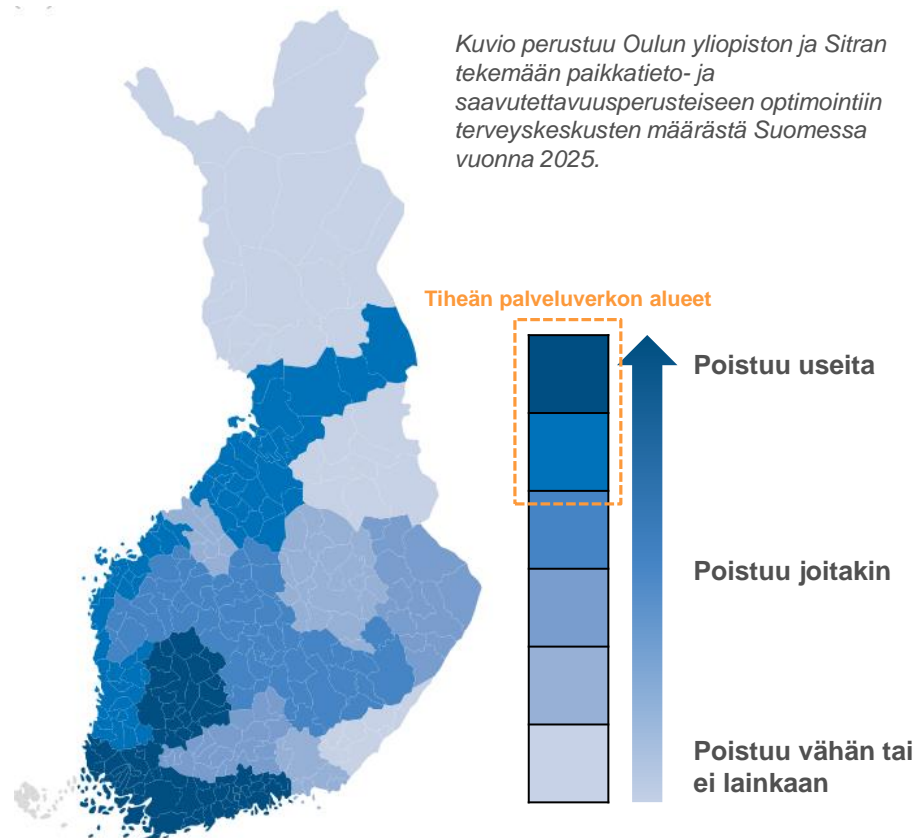 Kuvio perustuu Oulun yliopiston ja Sitran
tekemään paikkatieto- ja
saavutettavuusperusteiseen optimointiin
terveyskeskusten määrästä Suomessa
vuonna 2025.
Tiheän palveluverkon alueet
Poistuu useita
Poistuu joitakin
Poistuu vähän tai
ei lainkaan